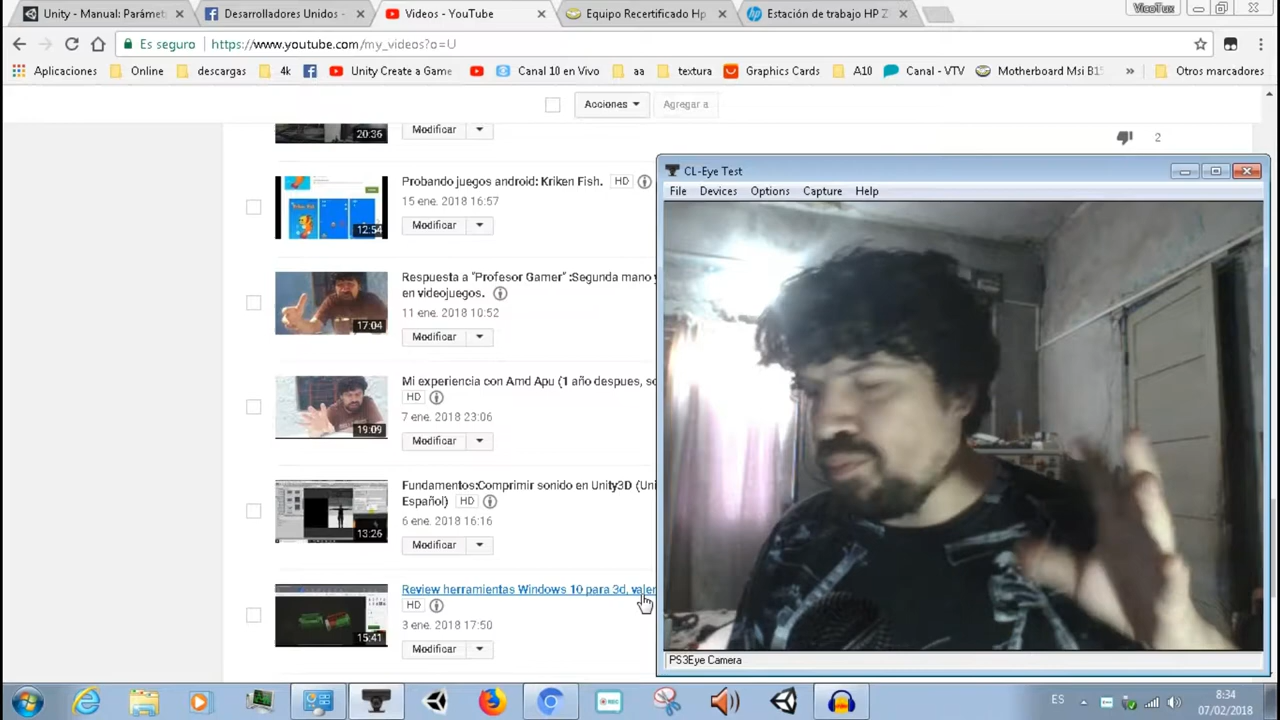 Unity - Manual: Parámet
Desarrolladores Unidos -
Videos - YouTube
Equipo Recertificado Hp
Estación de trabajo HP Z
VicoTux
Es seguro
https://www.youtube.com/my_videos?o=U
Aplicaciones
Online
descargas
4k
Unity Create a Game
Canal 10 en Vivo
aa
textura
Graphics Cards
A10
Canal - VTV
Motherboard Msi B15
»
Otros marcadores
Acciones
Agregar a
20:36
Modificar
2
Probando juegos android: Kriken Fish.
HD
15 ene. 2018 16:57
12:54
Modificar
Respuesta a "Profesor Gamer" :Segunda mano y
en videojuegos.
11 ene. 2018 10:52
17:04
Modificar
Mi experiencia con Amd Apu (1 año despues, so
HD
7 ene. 2018 23:06
19:09
Modificar
Fundamentos:Comprimir sonido en Unity3D (Uni
Español) HD
6 ene. 2018 16:16
13:26
Modificar
Review herramientas Windows 10 para 3d, valer
HD
3 ene. 2018 17:50
15:41
Modificar
CL-Eye Test
File Devices Options Capture Help
PS3Eye Camera
REC
ES
8:34
07/02/2018